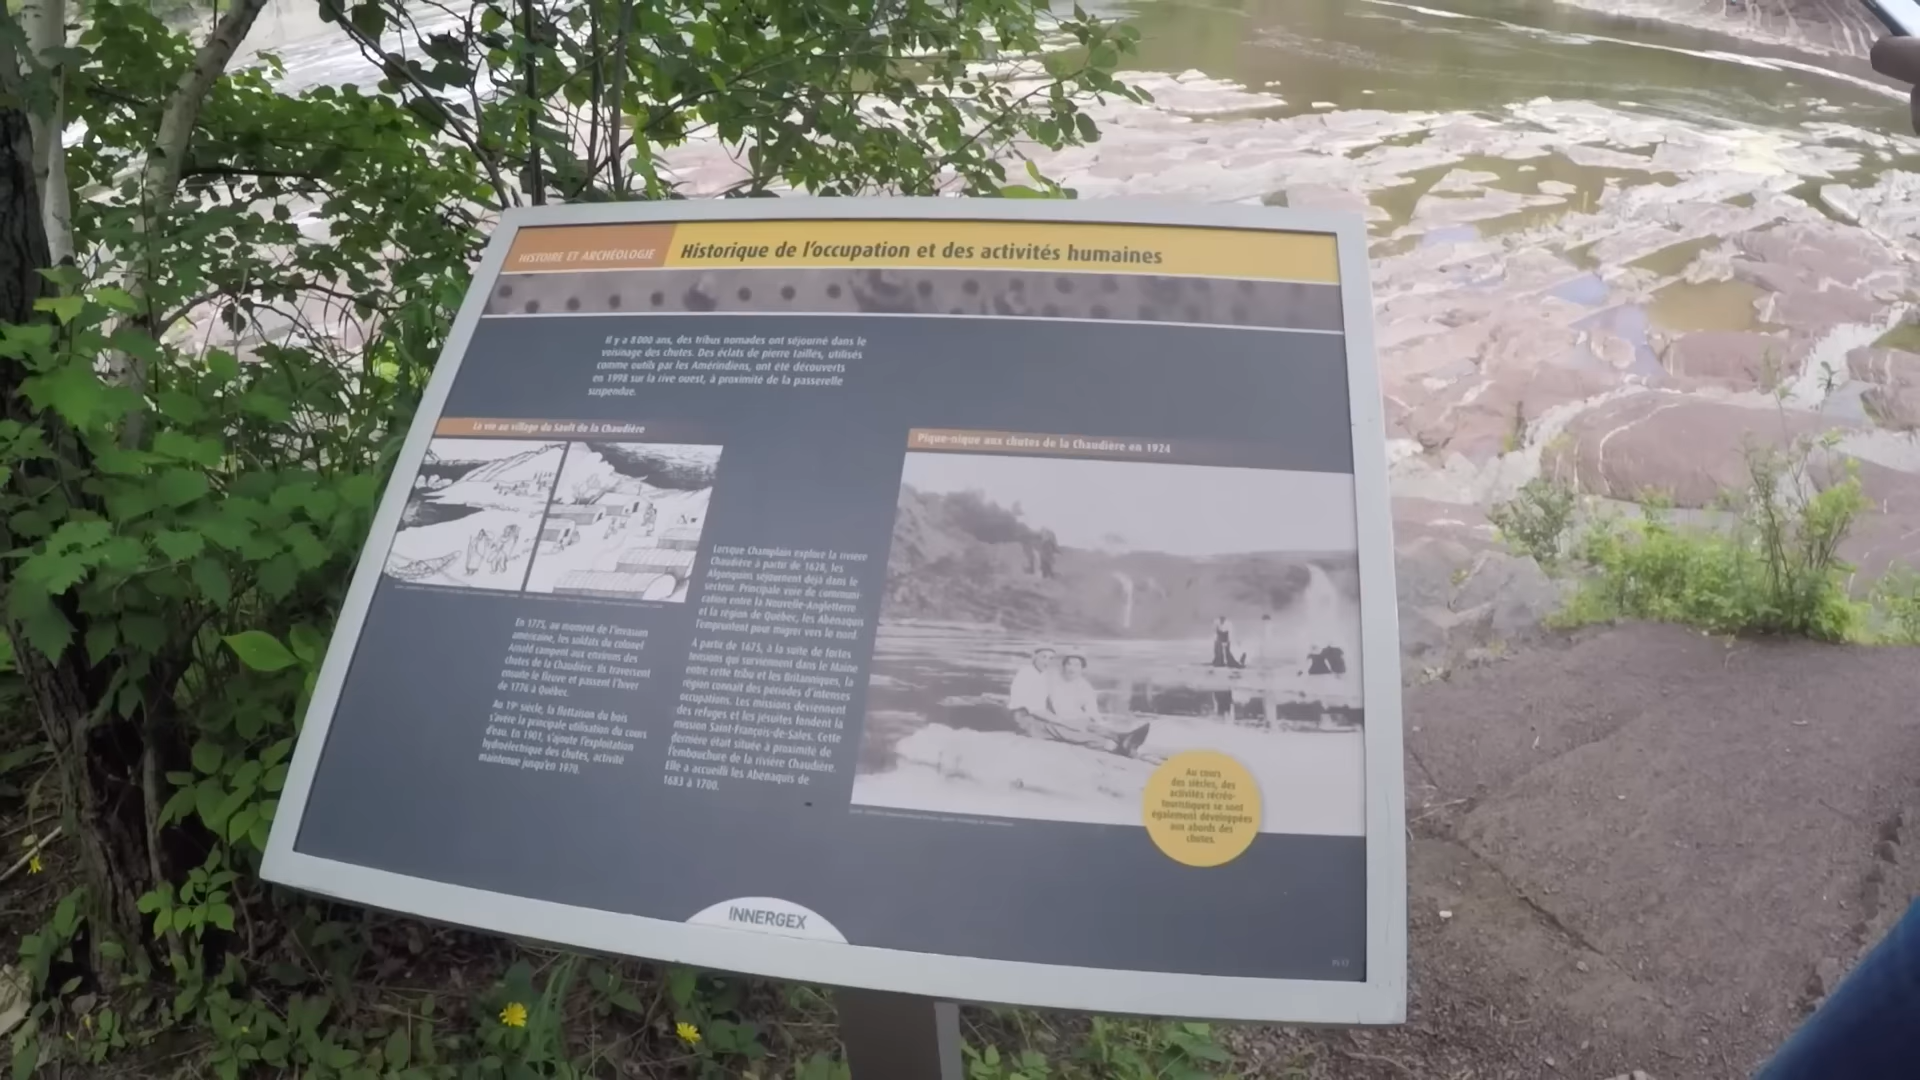 HISTOIRE ET ARCHÉOLOGIE
Historique de l'occupation et des activités humaines
Il y a 8 000 ans, des tribus nomades ont séjourné dans le
voisinage des chutes. Des éclats de pierre taillés, utilisés
comme outils par les Amérindiens, ont été découverts
en 1998 sur la rive ouest, à proximité de la passerelle
suspendue.
La vie au village du Sault de la Chaudière
En 1775, au moment de l'invasion
américaine, les soldats du colonel
Arnold campent aux environs des
chutes de la Chaudière. Ils traversent
ensuite le fleuve et passent l'hiver
de 1776 à Québec.
Au 19e siècle, la flottaison du bois
s'avère la principale utilisation du cours
d'eau. En 1901, s'ajoute l'exploitation
hydroélectrique des chutes, activité
maintenue jusqu'en 1970.
Lorsque Champlain explore la rivière
Chaudière à partir de 1628, les
Algonquins séjournent déjà dans le
secteur. Principale voie de communi-
cation entre la Nouvelle-Angleterre
et la région de Québec, les Abénaquis
l'empruntent pour migrer vers le nord.
À partir de 1675, à la suite de fortes
tensions qui surviennent dans le Maine
entre cette tribu et les Britanniques, la
région connaît des périodes d'intenses
occupations. Les missions deviennent
des refuges et les jésuites fondent la
mission Saint-François-de-Sales. Cette
dernière était située à proximité de
l'embouchure de la rivière Chaudière.
Elle a accueilli les Abénaquis de
1683 à 1700.
Pique-nique aux chutes de la Chaudière en 1924
Au cours
des siècles, des
activités récréo-
touristiques se sont
également développées
aux abords des
chutes.
INNERGEX